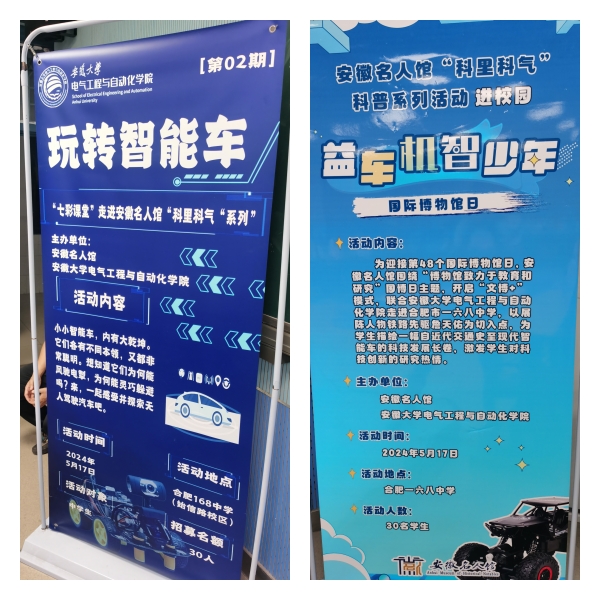 安徽大学
电气工程与自动化学院
School of Electrical Engineering and Automation
Anhui University
[第02期]
玩转智能车
“七彩课堂”走进安徽名人馆“科里科气“系列”
主办单位:
安徽名人馆
安徽大学电气工程与自动化学院
活动内容
小小智能车,内有大乾坤。
它们各有不同本领,又都非
常聪明。想知道它们为何能
风驰电掣,为何能灵巧躲避
吗?来,一起感受并探索无
人驾驶汽车吧。
活动时间
2024年
5月17日
活动对象
中学生
活动地点
合肥168中学
(始信路校区)
招募名额
30人
安徽名人馆“科里科气”
科普系列活动 进校园
益车机智少年
国际博物馆日
活动内容:
为迎接第48个国际博物馆日,安
徽名人馆围绕“博物馆致力于教育和
研究”国博日主题,开启“文博+”
模式,联合安徽大学电气工程与自动
化学院走进合肥市一六八中学,以展
陈人物铁路先驱詹天佑为切入点,为
学生描绘一幅自近代交通史至现代智
能车的科技发展长卷,激发学生对科
技创新的研究热情。
主办单位:
安徽名人馆
安徽大学电气工程与自动化学院
活动时间:
2024年5月17日
活动地点:
合肥一六八中学
活动人数:
30名学生
安徽名人馆